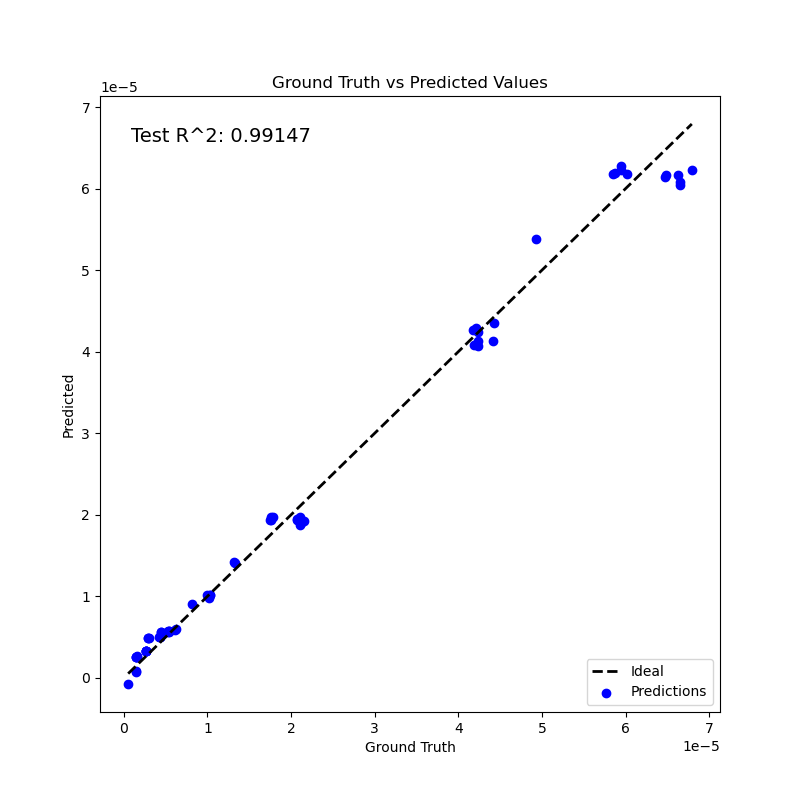 Ground Truth vs Predicted Values
1e−5
Test R^2: 0.99147
7
6
5
4
3
2
1
0
Predicted
Ideal
Predictions
0 1 2 3 4 5 6 7
Ground Truth
1e−5